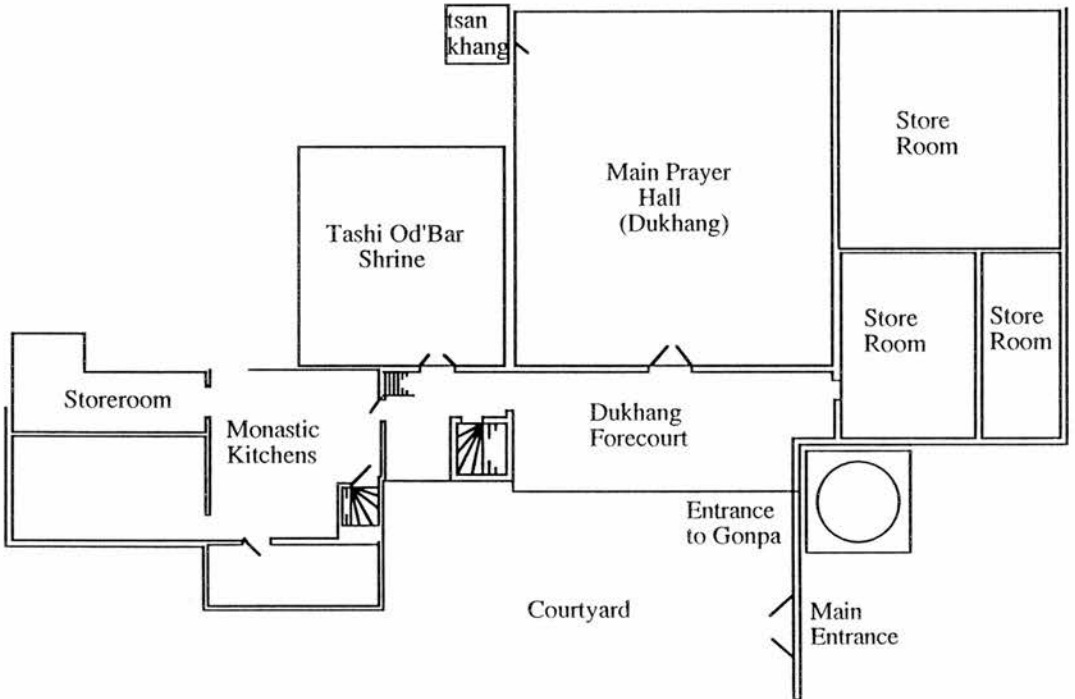 tsan
khang
Store
Room
Main Prayer
Hall
(Dukhang)
Tashi Od'Bar
Shrine
Store
Room
Store
Room
Storeroom
Monastic
Kitchens
Dukhang
Forecourt
Entrance
to Gonpa
Courtyard
Main
Entrance